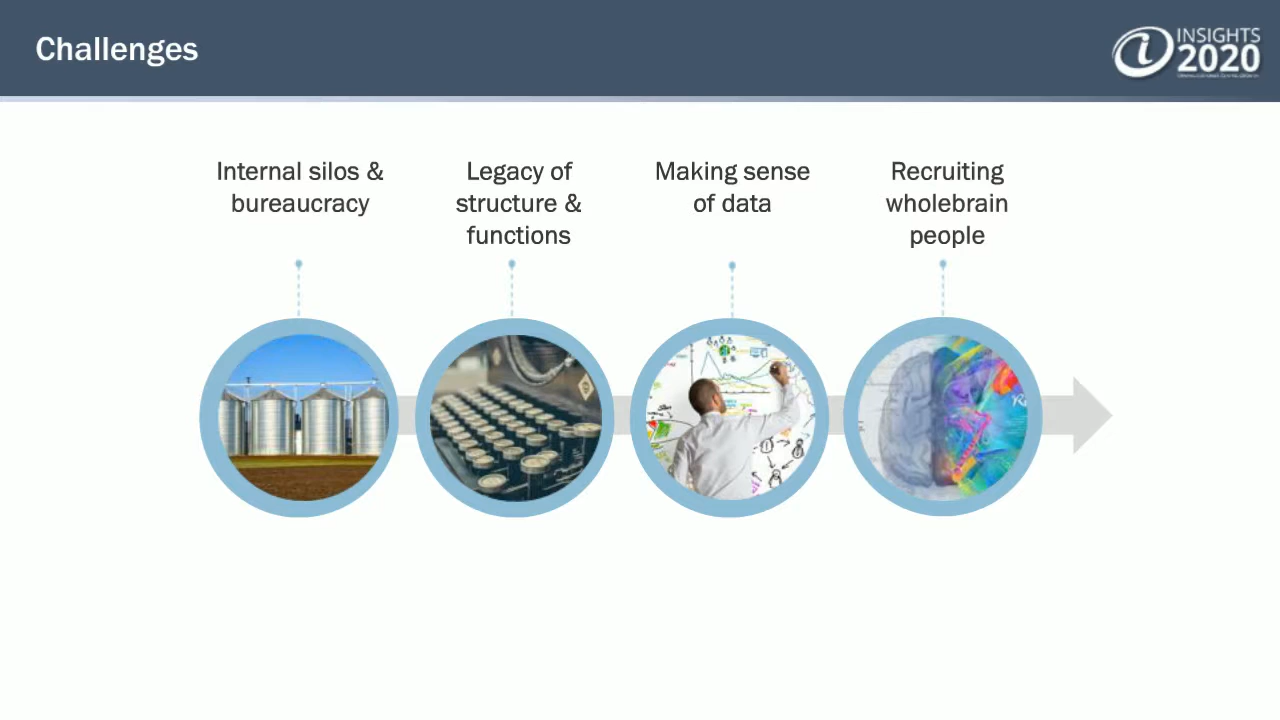 Challenges
INSIGHTS
2020
Internal silos &
bureaucracy
Legacy of
structure &
functions
Making sense
of data
Recruiting
wholebrain
people